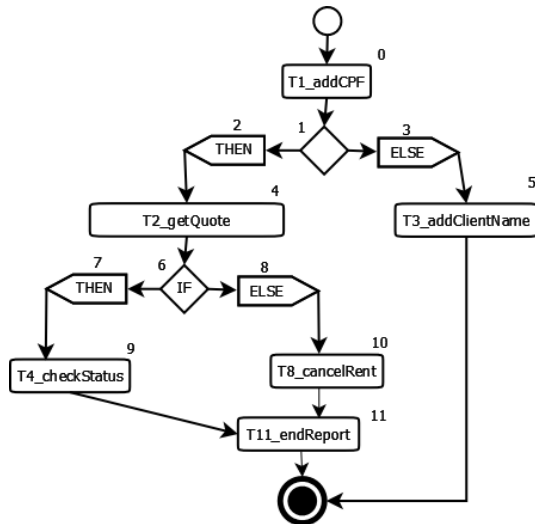 0
T1_addCPF
1
2
THEN
3
ELSE
4
T2_getQuote
5
T3_addClientName
6
IF
7
THEN
8
ELSE
9
T4_checkStatus
10
T8_cancelRent
11
T11_endReport